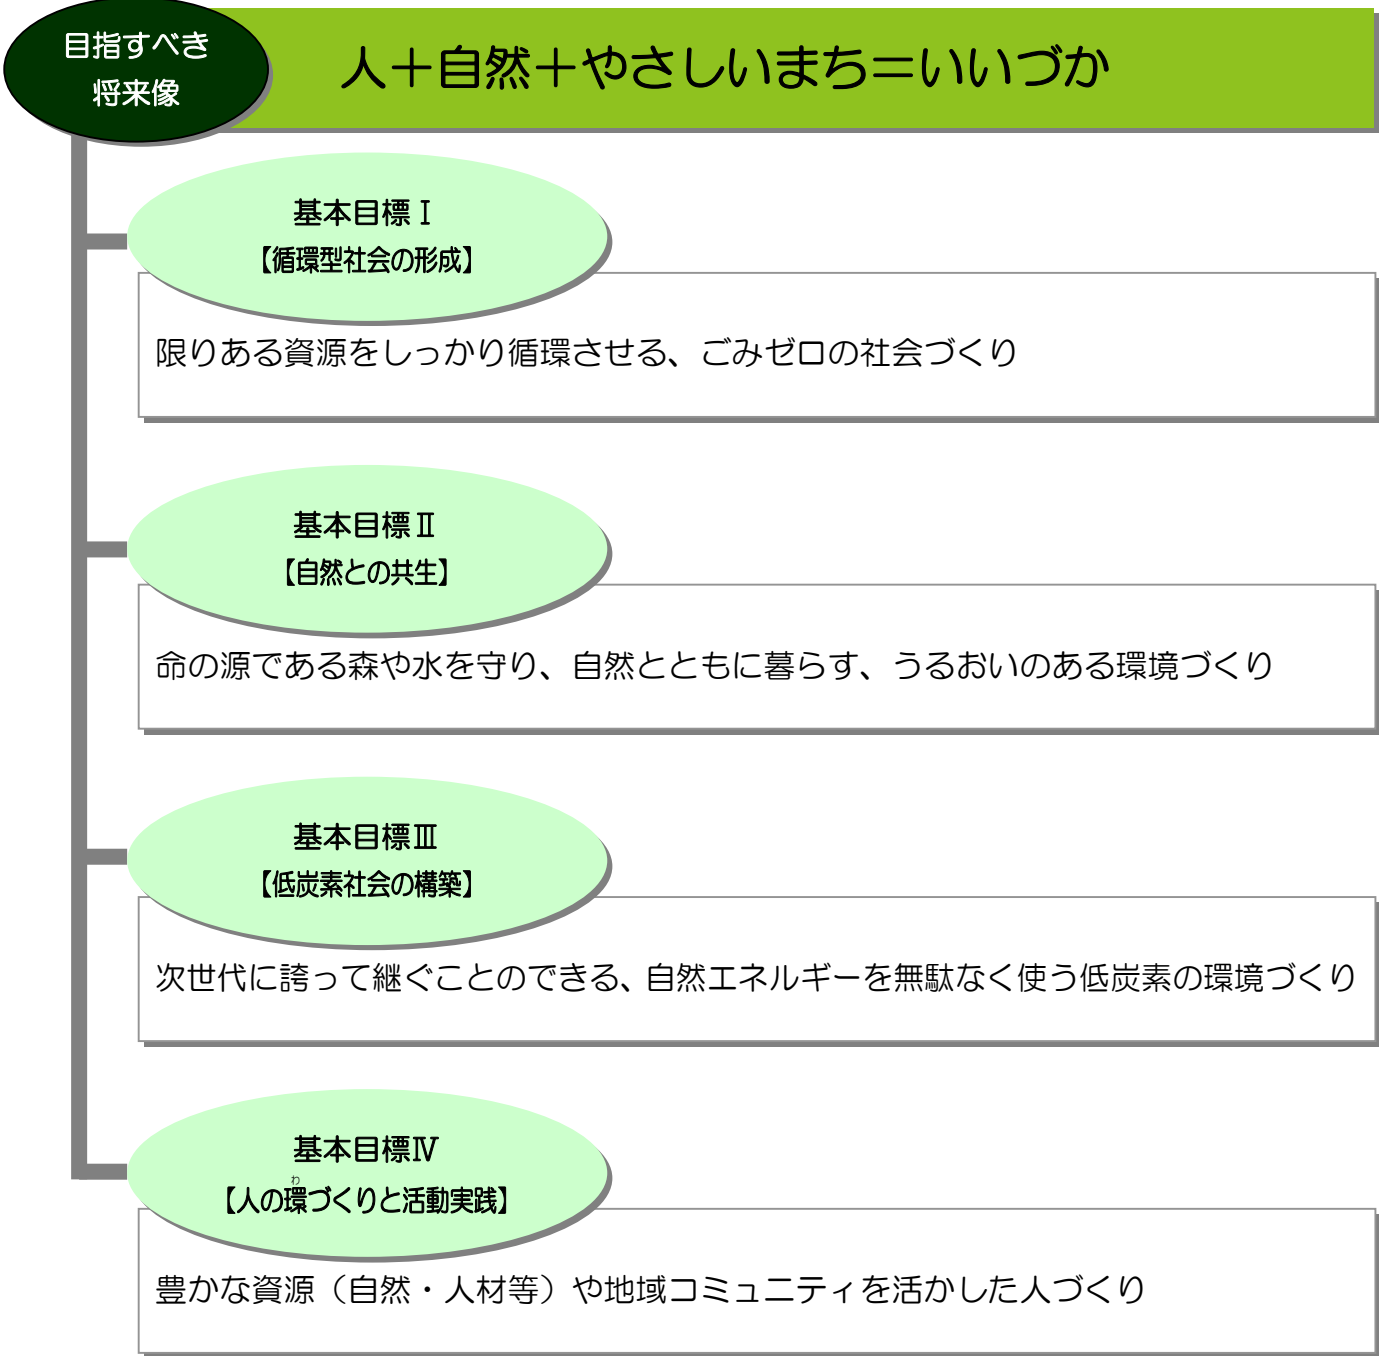 目指すべき
将来像
人＋自然＋やさしいまち＝いいづか
基本目標Ⅰ
【循環型社会の形成】
限りある資源をしっかり循環させる、ごみゼロの社会づくり
基本目標Ⅱ
【自然との共生】
命の源である森や水を守り、自然とともに暮らす、うるおいのある環境づくり
基本目標Ⅲ
【低炭素社会の構築】
次世代に誇って継ぐことのできる、自然エネルギーを無駄なく使う低炭素の環境づくり
基本目標Ⅳ
わ
【人の環づくりと活動実践】
豊かな資源（自然・人材等）や地域コミュニティを活かした人づくり